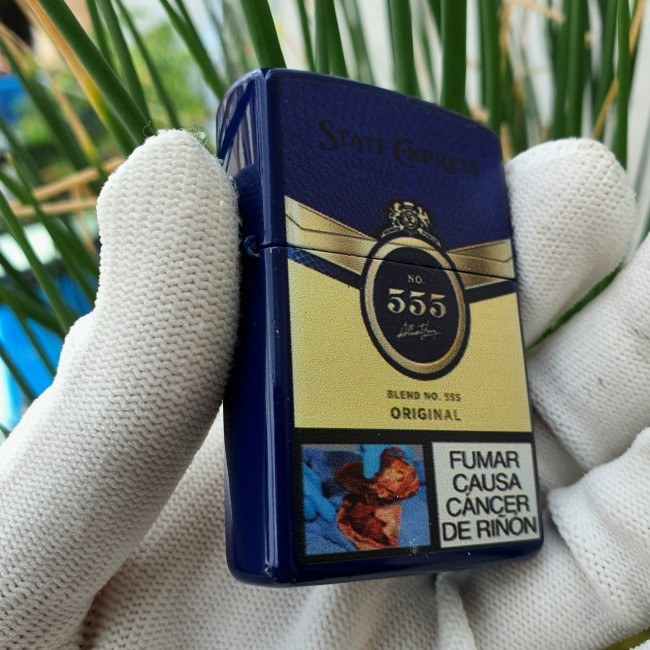 STATE EXPRESS
NO.
555
BLEND NO. 555
ORIGINAL
FUMAR
CAUSA
CÁNCER
DE RIÑÓN